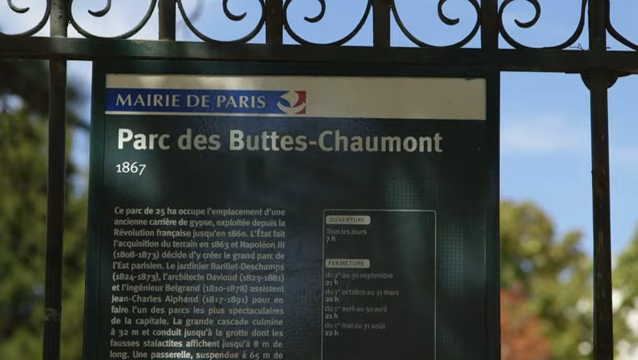 MAIRIE DE PARIS
Parc des Buttes-Chaumont
1867
Ce parc de 25 ha occupe l'emplacement d'une
ancienne carrière de gypse, exploitée depuis la
Révolution française jusqu'en 1860. L'État fait
l'acquisition du terrain en 1863 et Napoléon III
(1808-1873) décide d'y créer le grand parc de
l'Est parisien. Le jardinier Barillet-Deschamps
(1824-1873), l'architecte Davioud (1823-1881)
et l'ingénieur Belgrand (1810-1878) assistent
Jean-Charles Alphand (1817-1891) pour en
faire l'un des parcs les plus spectaculaires
de la capitale. La grande cascade culmine
à 32 m et conduit jusqu'à la grotte dont les
fausses stalactites affichent jusqu'à 8 m de
long. Une passerelle, suspendue à 65 m de
OUVERTURE
Tous les jours
7 h
FERMETURE
du 1er au 30 septembre
21 h
du 1er octobre au 31 mars
20 h
du 1er avril au 30 avril
21 h
du 1er mai au 31 août
22 h